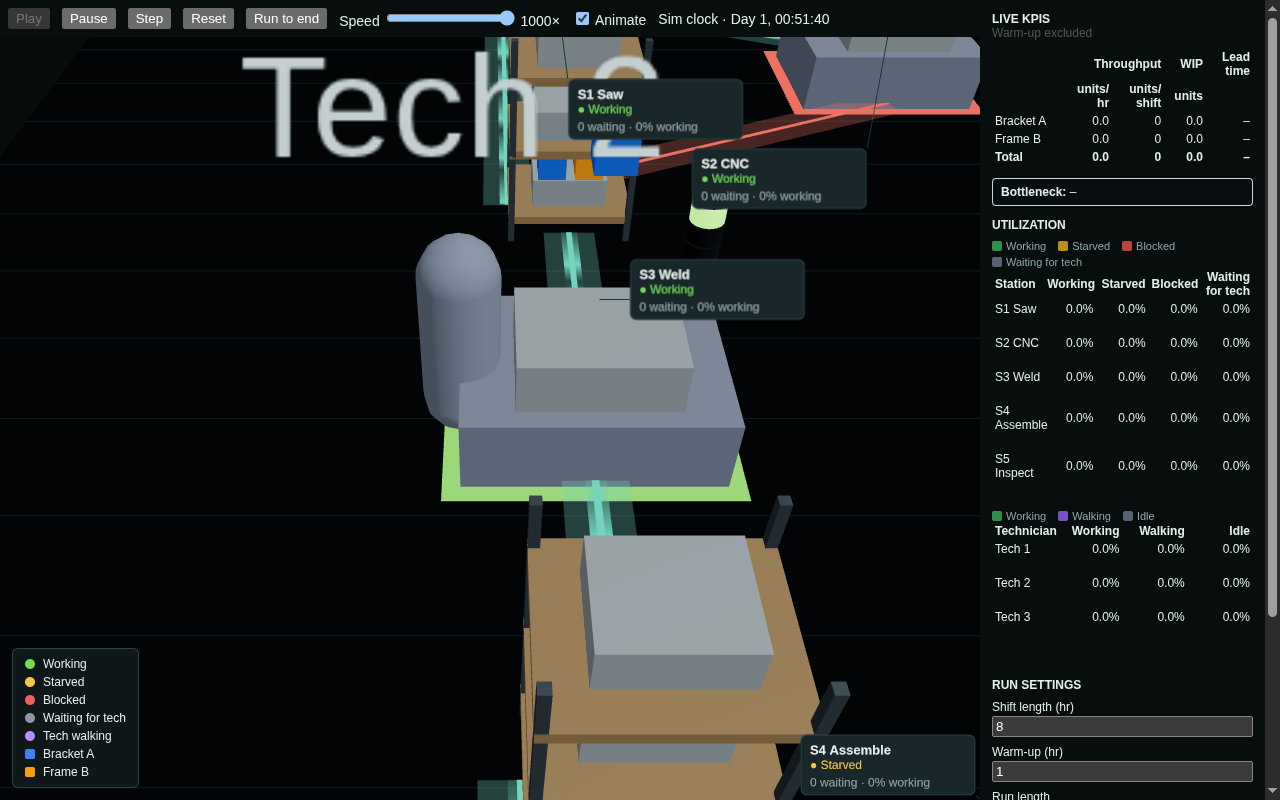 Play Pause Step Reset Run to end Speed 1000× Animate Sim clock · Day 1, 00:51:40
Tech 2
S1 Saw
Working
0 waiting · 0% working
S2 CNC
Working
0 waiting · 0% working
S3 Weld
Working
0 waiting · 0% working
S4 Assemble
Starved
0 waiting · 0% working
Working
Starved
Blocked
Waiting for tech
Tech walking
Bracket A
Frame B
LIVE KPIS
Warm-up excluded
Throughput WIP Lead time
units/hr units/shift units
Bracket A 0.0 0 0.0 –
Frame B 0.0 0 0.0 –
Total 0.0 0 0.0 –
Bottleneck: –
UTILIZATION
Working Starved Blocked
Waiting for tech
Station Working Starved Blocked Waiting for tech
S1 Saw 0.0% 0.0% 0.0% 0.0%
S2 CNC 0.0% 0.0% 0.0% 0.0%
S3 Weld 0.0% 0.0% 0.0% 0.0%
S4 Assemble 0.0% 0.0% 0.0% 0.0%
S5 Inspect 0.0% 0.0% 0.0% 0.0%
Working Walking Idle
Technician Working Walking Idle
Tech 1 0.0% 0.0% 0.0%
Tech 2 0.0% 0.0% 0.0%
Tech 3 0.0% 0.0% 0.0%
RUN SETTINGS
Shift length (hr)
8
Warm-up (hr)
1
Run length